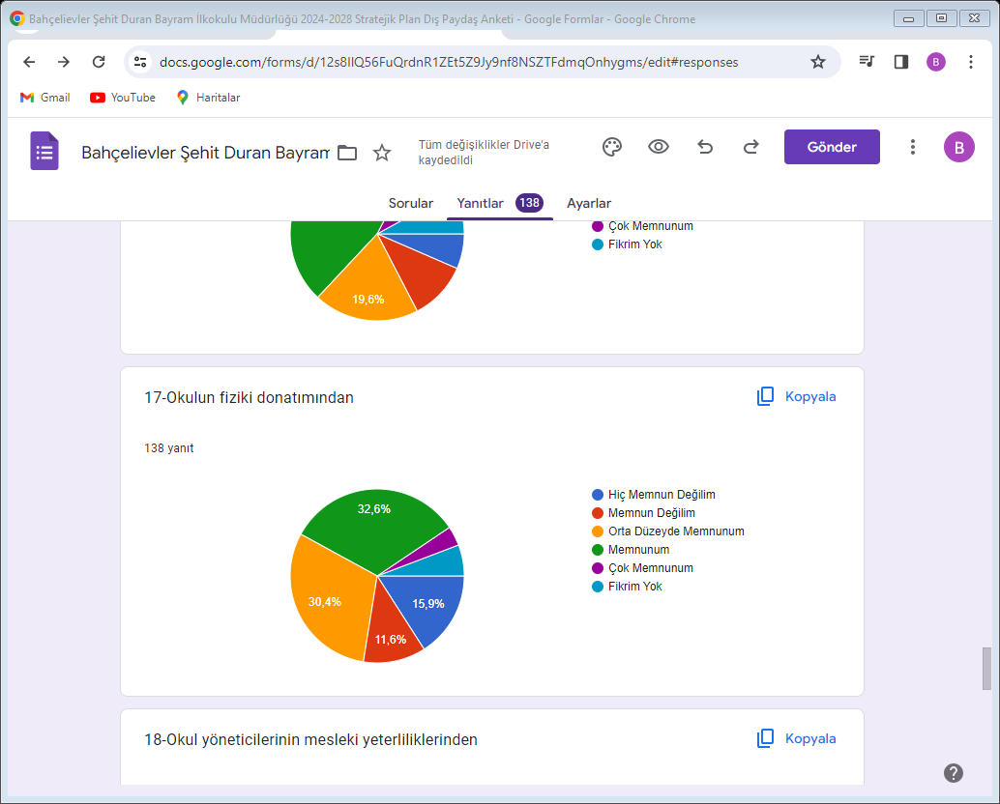 Bahçelievler Şehit Duran Bayram İlkokulu Müdürlüğü 2024-2028 Stratejik Plan Dış Paydaş Anketi - Google Formlar - Google Chrome
docs.google.com/forms/d/12s8IlQ56FuQrdnR1ZEt5Z9Jy9nf8NSZTFdmqOnhygms/edit#responses
B
Gmail YouTube Haritalar
Bahçelievler Şehit Duran Bayram
Tüm değişiklikler Drive'a
kaydedildi
Gönder
B
Sorular Yanıtlar 138 Ayarlar
Çok Memnunum
Fikrim Yok
19,6%
17-Okulun fiziki donatımından
Kopyala
138 yanıt
32,6%
30,4%
15,9%
11,6%
Hiç Memnun Değilim
Memnun Değilim
Orta Düzeyde Memnunum
Memnunum
Çok Memnunum
Fikrim Yok
18-Okul yöneticilerinin mesleki yeterliliklerinden
Kopyala
?